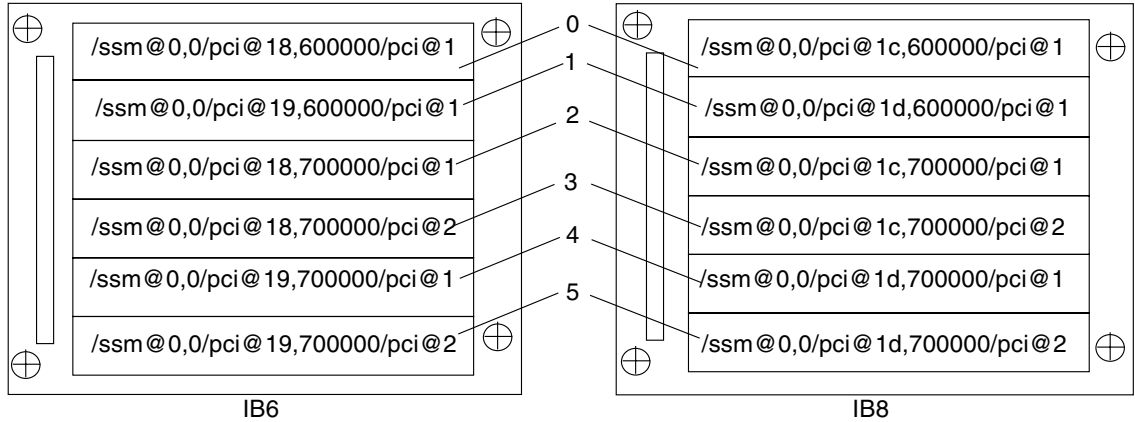 /ssm@0,0/pci@18,600000/pci@1
/ssm@0,0/pci@19,600000/pci@1
/ssm@0,0/pci@18,700000/pci@1
/ssm@0,0/pci@18,700000/pci@2
/ssm@0,0/pci@19,700000/pci@1
/ssm@0,0/pci@19,700000/pci@2
IB6
0
1
2
3
4
5
/ssm@0,0/pci@1c,600000/pci@1
/ssm@0,0/pci@1d,600000/pci@1
/ssm@0,0/pci@1c,700000/pci@1
/ssm@0,0/pci@1c,700000/pci@2
/ssm@0,0/pci@1d,700000/pci@1
/ssm@0,0/pci@1d,700000/pci@2
IB8